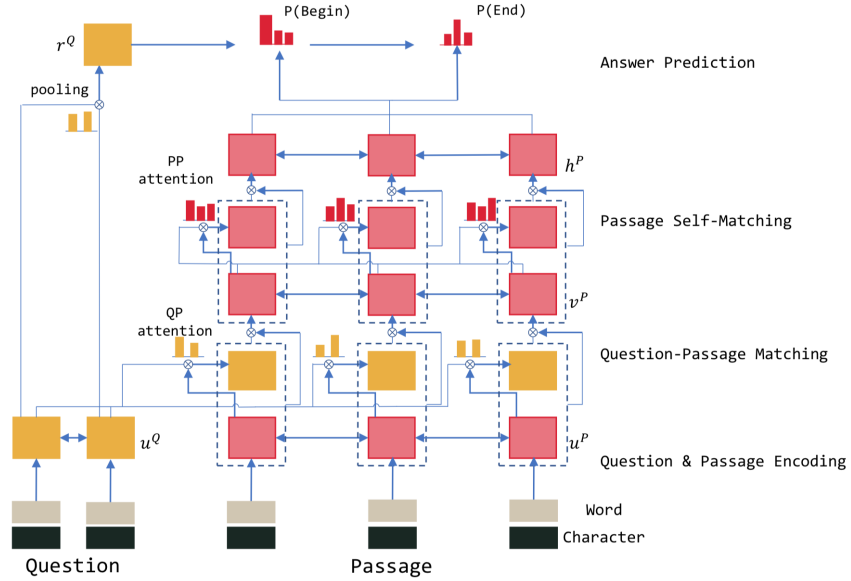 P(Begin)
P(End)
r^Q
Answer Prediction
pooling
PP
attention
h^P
Passage Self-Matching
v^P
QP
attention
Question-Passage Matching
u^Q
u^P
Question & Passage Encoding
Word
Character
Question
Passage